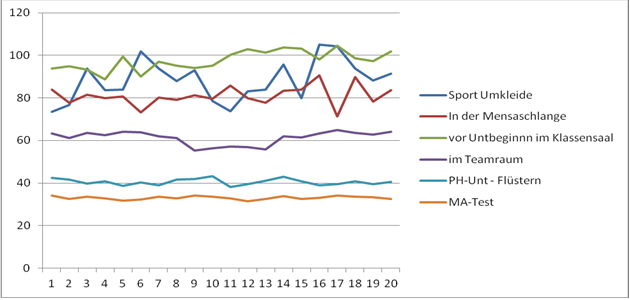 120
100
80
60
40
20
0
1 2 3 4 5 6 7 8 9 10 11 12 13 14 15 16 17 18 19 20
Sport Umkleide
In der Mensaschlange
vor Untbeginnn im Klassensaal
im Teamraum
PH-Unt - Flüstern
MA-Test